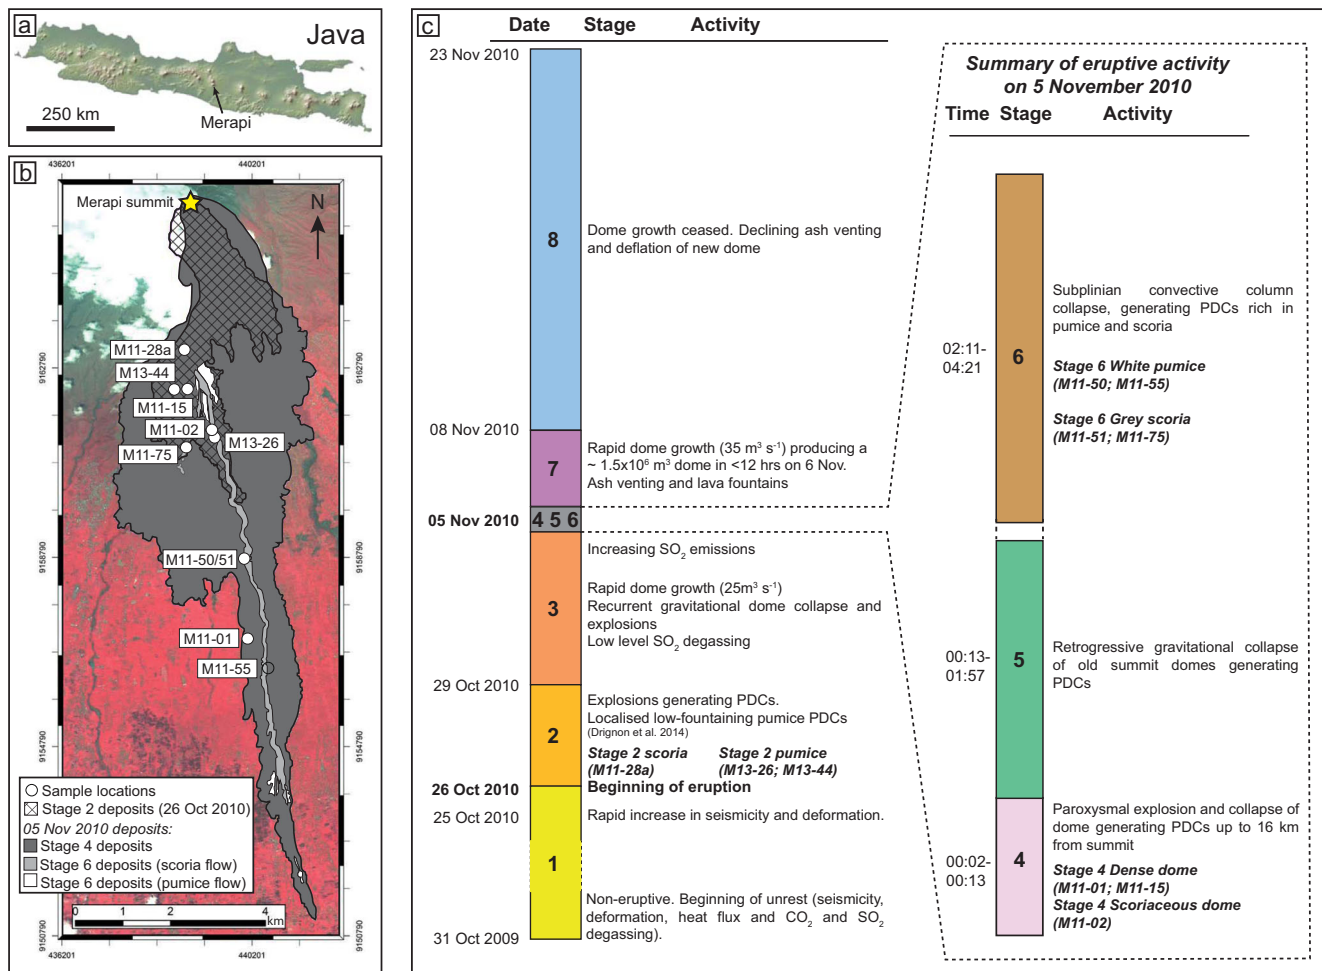 a
Java
250 km
Merapi
b
436201
440201
Merapi summit
N
M11-28a
M13-44
M11-15
M11-02
M13-26
M11-75
M11-50/51
M11-01
M11-55
9162790
9162790
9158790
9158790
9154790
9154790
9150790
9150790
Sample locations
Stage 2 deposits (26 Oct 2010)
05 Nov 2010 deposits:
Stage 4 deposits
Stage 6 deposits (scoria flow)
Stage 6 deposits (pumice flow)
0 1 2 4
km
436201
440201
c
Date Stage Activity
23 Nov 2010
8
Dome growth ceased. Declining ash venting
and deflation of new dome
08 Nov 2010
7
Rapid dome growth (35 m³ s⁻¹) producing a
~ 1.5x10⁶ m³ dome in <12 hrs on 6 Nov.
Ash venting and lava fountains
05 Nov 2010
4 5 6
Increasing SO₂ emissions
3
Rapid dome growth (25m³ s⁻¹)
Recurrent gravitational dome collapse and
explosions
Low level SO₂ degassing
29 Oct 2010
2
Explosions generating PDCs.
Localised low-fountaining pumice PDCs
(Drignon et al. 2014)
Stage 2 scoria Stage 2 pumice
(M11-28a) (M13-26; M13-44)
26 Oct 2010 Beginning of eruption
25 Oct 2010 Rapid increase in seismicity and deformation.
1
Non-eruptive. Beginning of unrest (seismicity,
deformation, heat flux and CO₂ and SO₂
degassing).
31 Oct 2009
Summary of eruptive activity
on 5 November 2010
Time Stage Activity
02:11-
04:21
6
Subplinian convective column
collapse, generating PDCs rich in
pumice and scoria
Stage 6 White pumice
(M11-50; M11-55)
Stage 6 Grey scoria
(M11-51; M11-75)
00:13-
01:57
5
Retrogressive gravitational collapse
of old summit domes generating
PDCs
00:02-
00:13
4
Paroxysmal explosion and collapse of
dome generating PDCs up to 16 km
from summit
Stage 4 Dense dome
(M11-01; M11-15)
Stage 4 Scoriaceous dome
(M11-02)